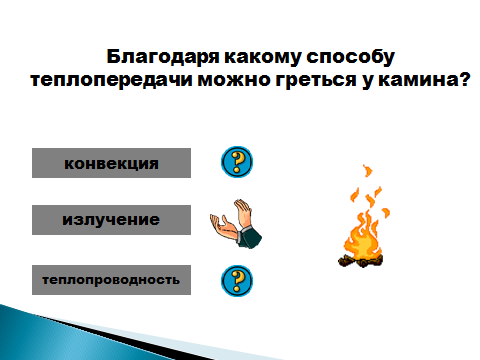 Благодаря какому способу
теплопередачи можно греться у камина?
конвекция
?
излучение
теплопроводность
?